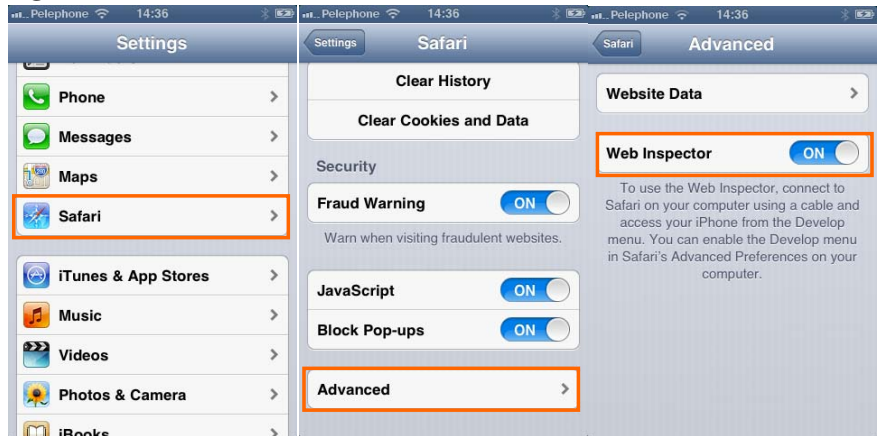 Pelephone 14:36
Settings
Phone
Messages
Maps
Safari
iTunes & App Stores
Music
Videos
Photos & Camera
iBooks
Pelephone 14:36
Settings
Safari
Clear History
Clear Cookies and Data
Security
Fraud Warning ON
Warn when visiting fraudulent websites.
JavaScript ON
Block Pop-ups ON
Advanced
Pelephone 14:36
Safari
Advanced
Website Data
Web Inspector ON
To use the Web Inspector, connect to
Safari on your computer using a cable and
access your iPhone from the Develop
menu. You can enable the Develop menu
in Safari's Advanced Preferences on your
computer.